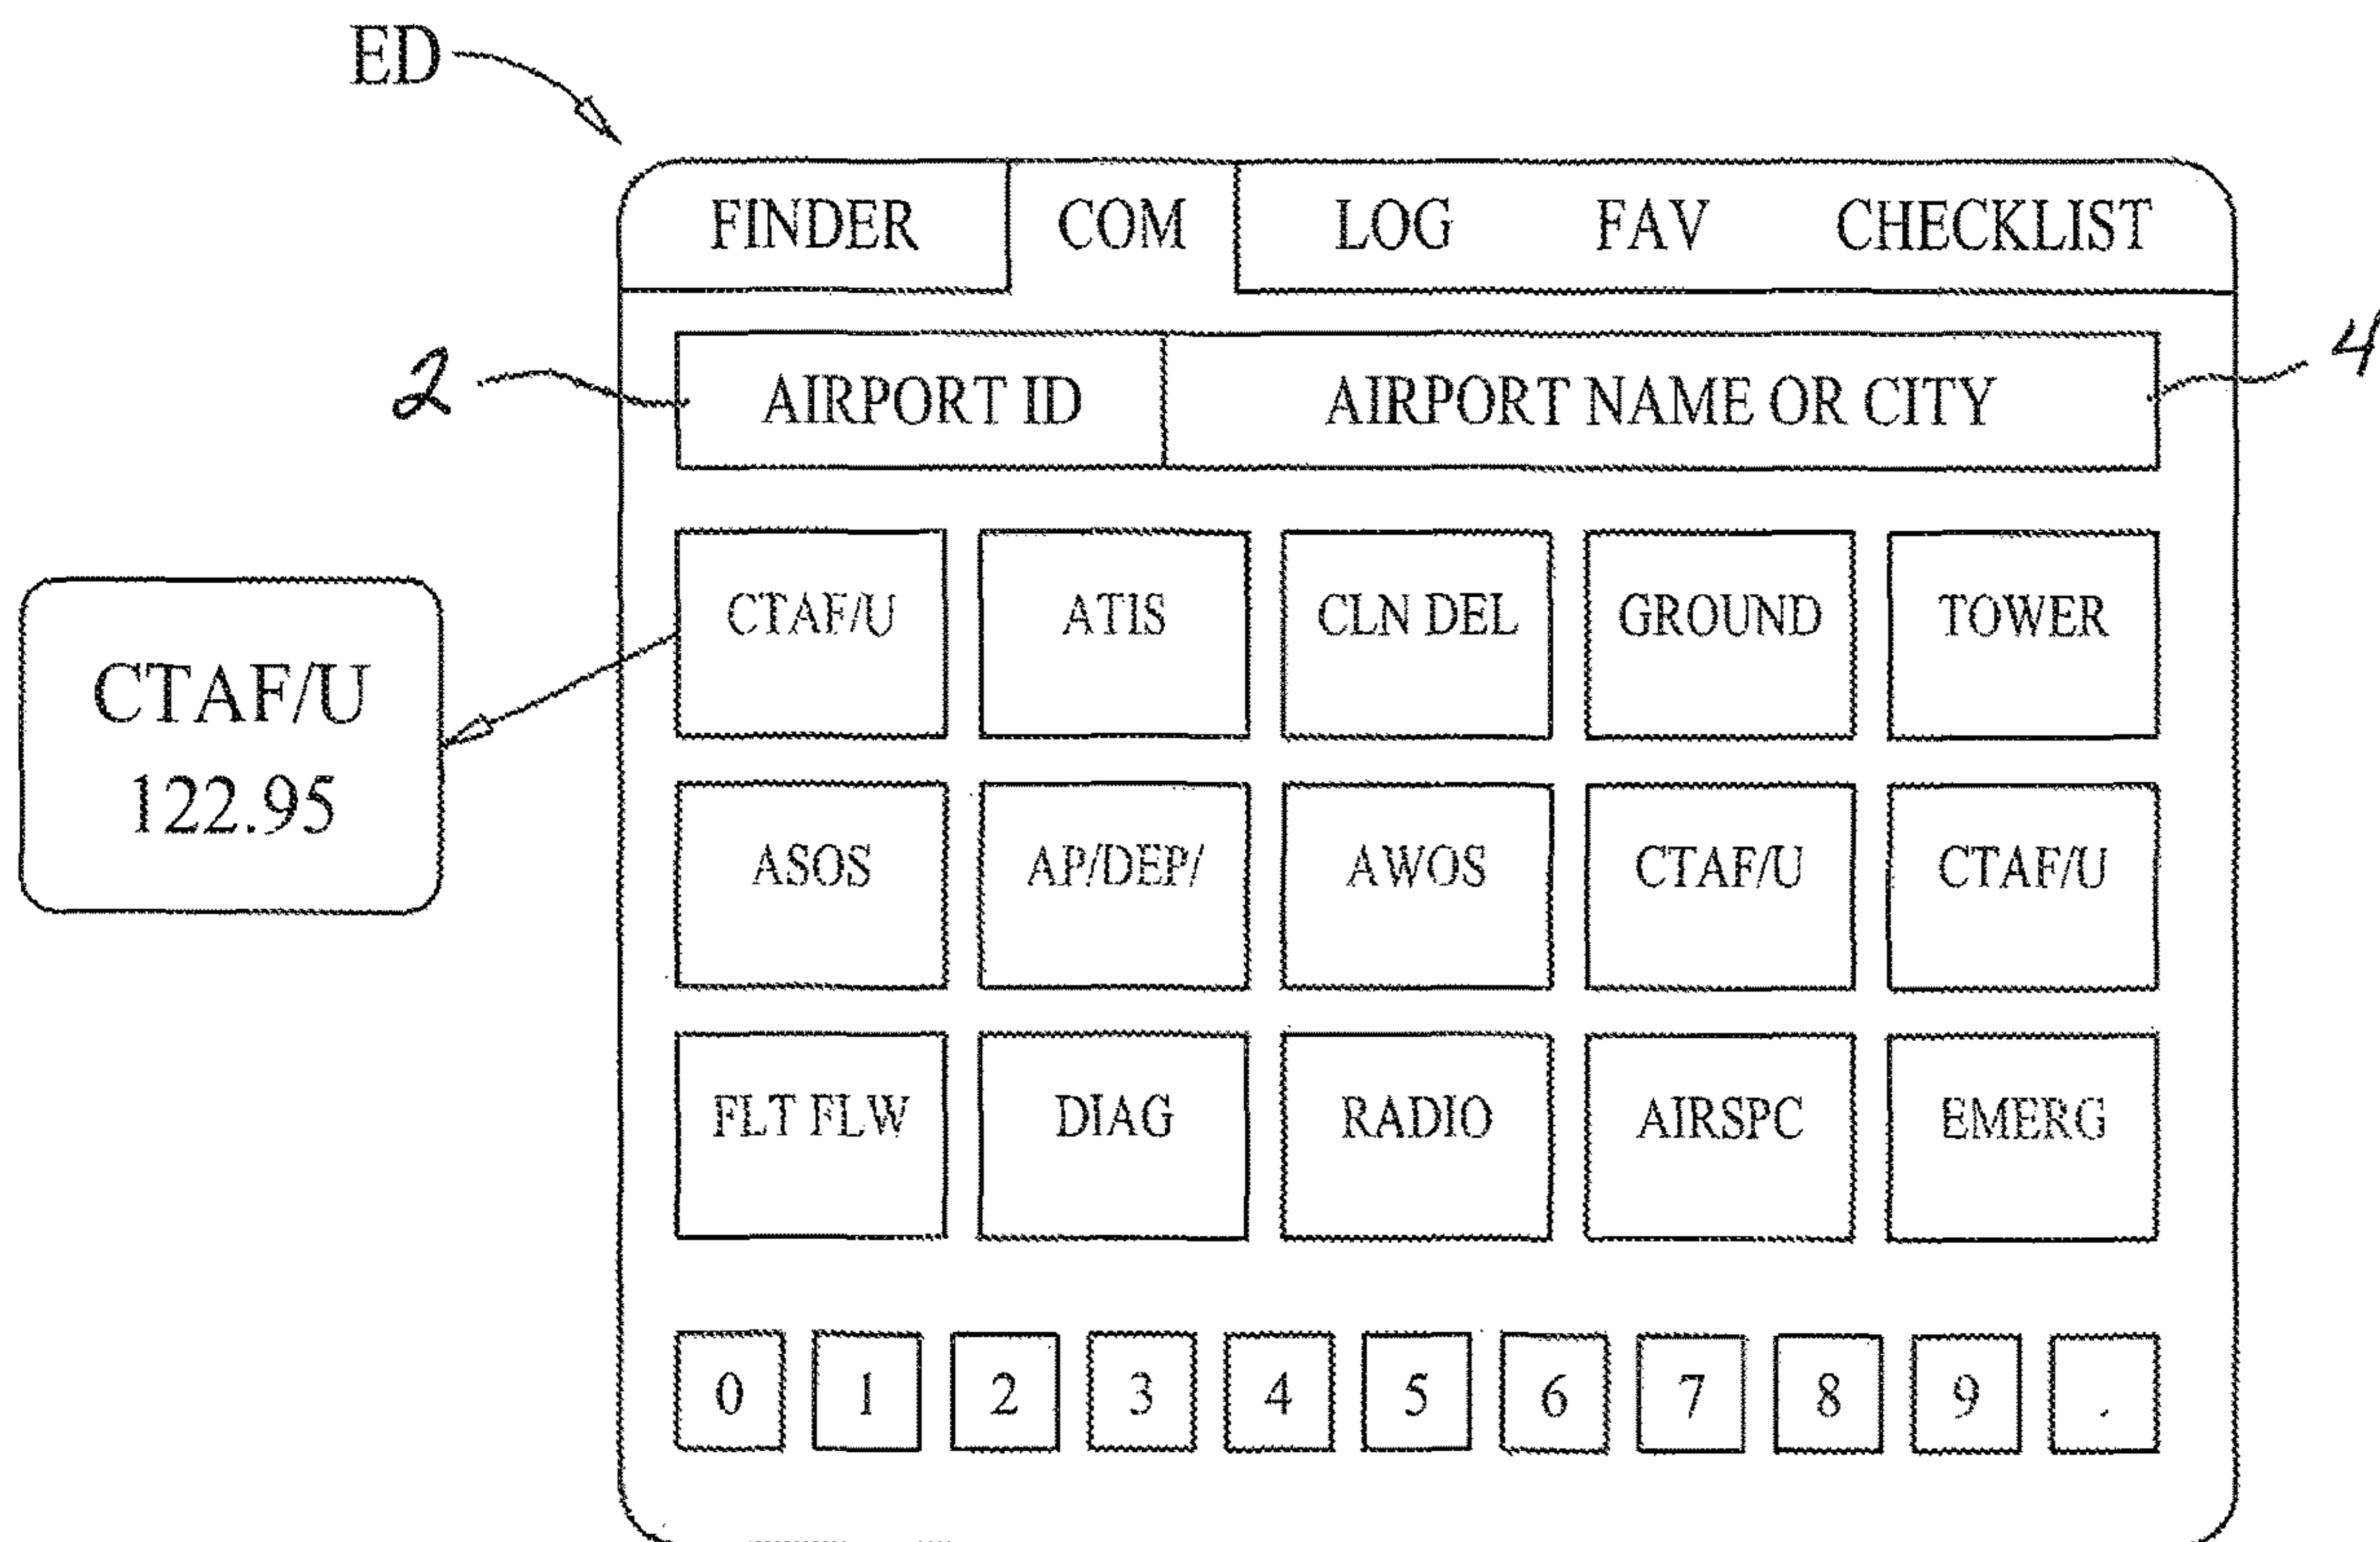 ED
FINDER COM LOG FAV CHECKLIST
2 AIRPORT ID AIRPORT NAME OR CITY 4
CTAF/U ATIS CLN DEL GROUND TOWER
CTAF/U
122.95
ASOS AP/DEP/ AWOS CTAF/U CTAF/U
FLT FLW DIAG RADIO AIRSPC EMERG
0 1 2 3 4 5 6 7 8 9 .